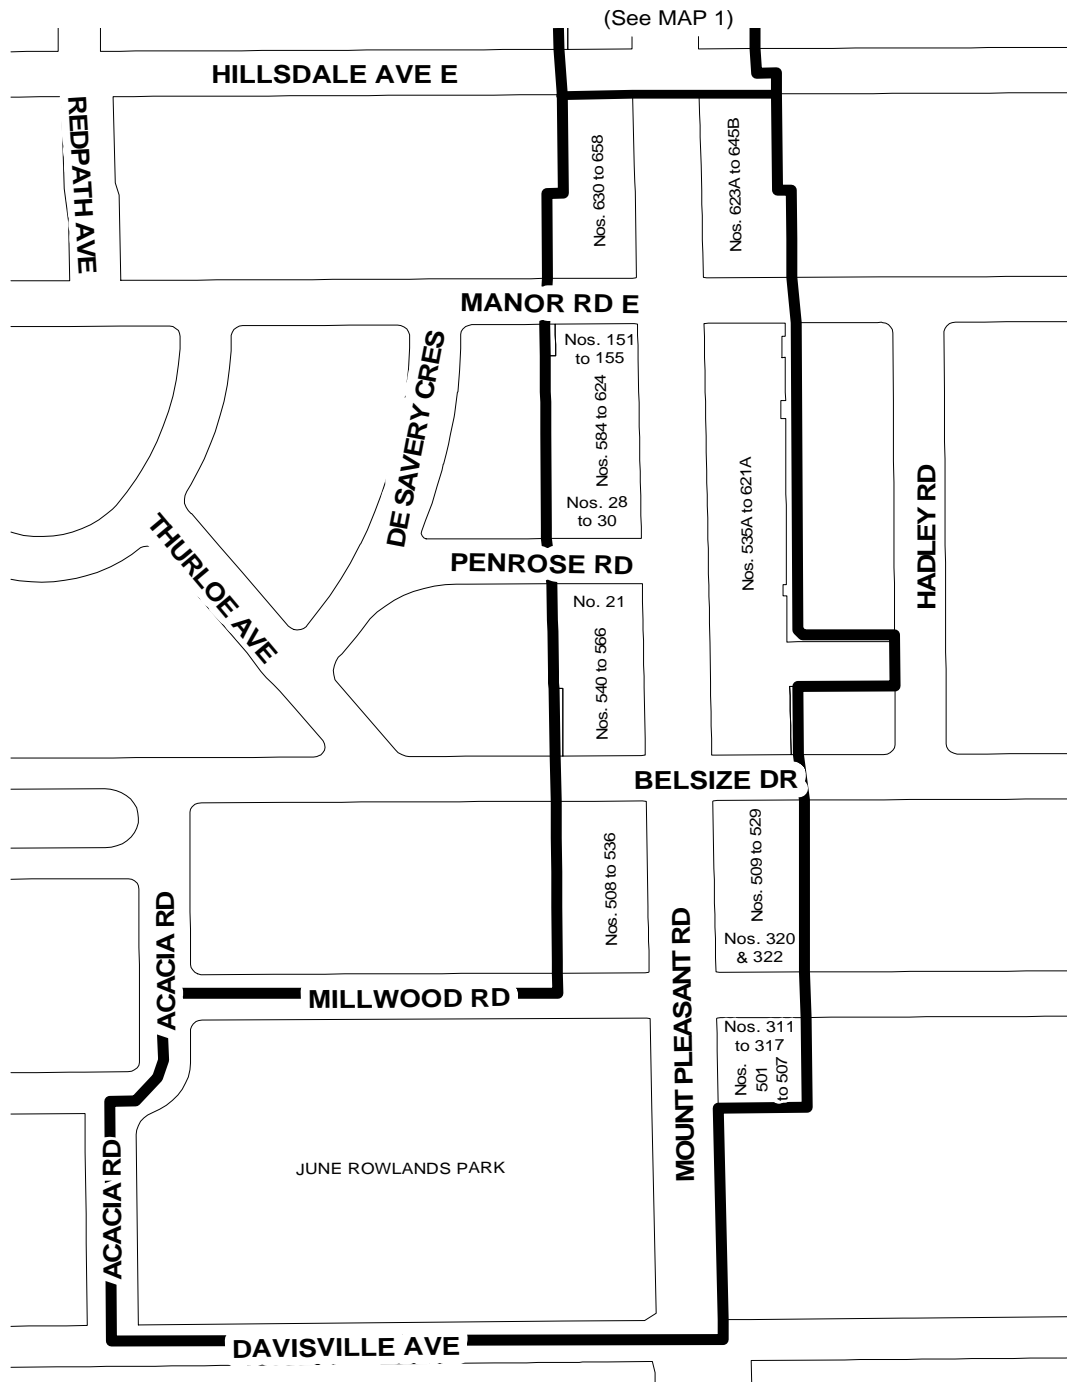 (See MAP 1)
HILLSDALE AVE E
REDPATH AVE
Nos. 630 to 658
Nos. 623A to 645B
MANOR RD E
Nos. 151
to 155
DE SAVERY CRES
Nos. 584 to 624
Nos. 28
to 30
Nos. 535A to 621A
HADLEY RD
THURLOE AVE
PENROSE RD
No. 21
Nos. 540 to 566
BELSIZE DR
Nos. 508 to 536
Nos. 509 to 529
Nos. 320
& 322
ACACIA RD
MILLWOOD RD
MOUNT PLEASANT RD
Nos. 311
to 317
Nos.
501
to 507
ACACIA RD
JUNE ROWLANDS PARK
DAVISVILLE AVE